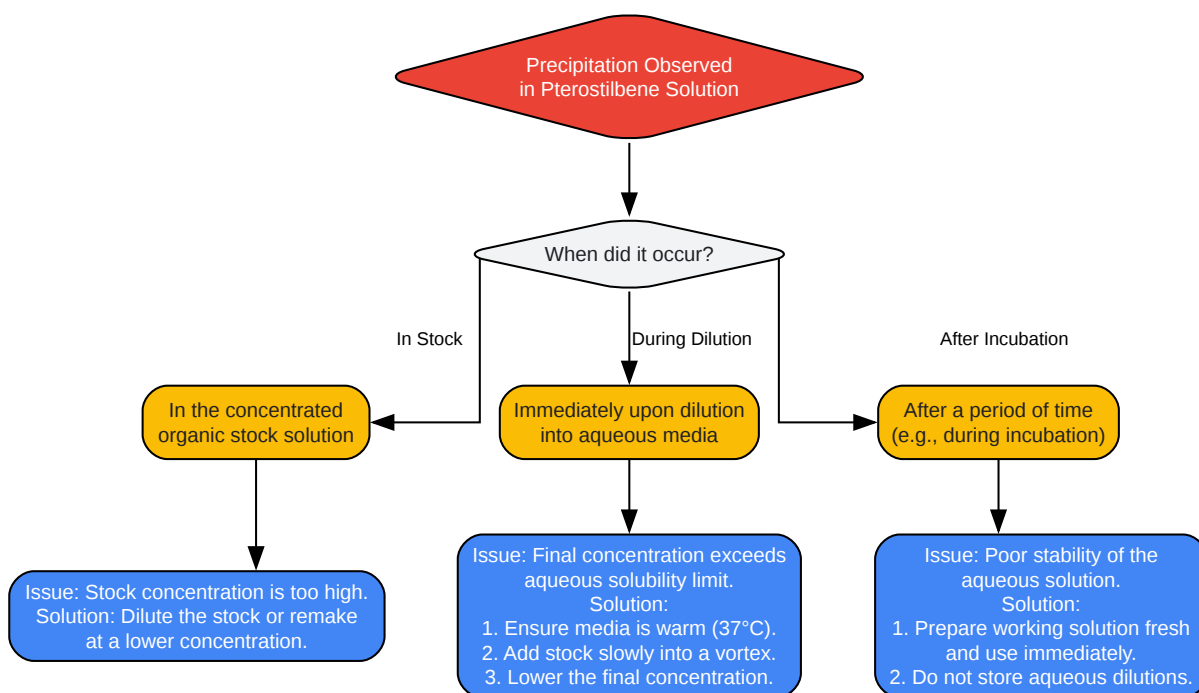 Precipitation Observed
in Pterostilbene Solution
When did it occur?
In Stock
During Dilution
After Incubation
In the concentrated
organic stock solution
Immediately upon dilution
into aqueous media
After a period of time
(e.g., during incubation)
Issue: Stock concentration is too high.
Solution: Dilute the stock or remake
at a lower concentration.
Issue: Final concentration exceeds
aqueous solubility limit.
Solution:
1. Ensure media is warm (37°C).
2. Add stock slowly into a vortex.
3. Lower the final concentration.
Issue: Poor stability of the
aqueous solution.
Solution:
1. Prepare working solution fresh
and use immediately.
2. Do not store aqueous dilutions.